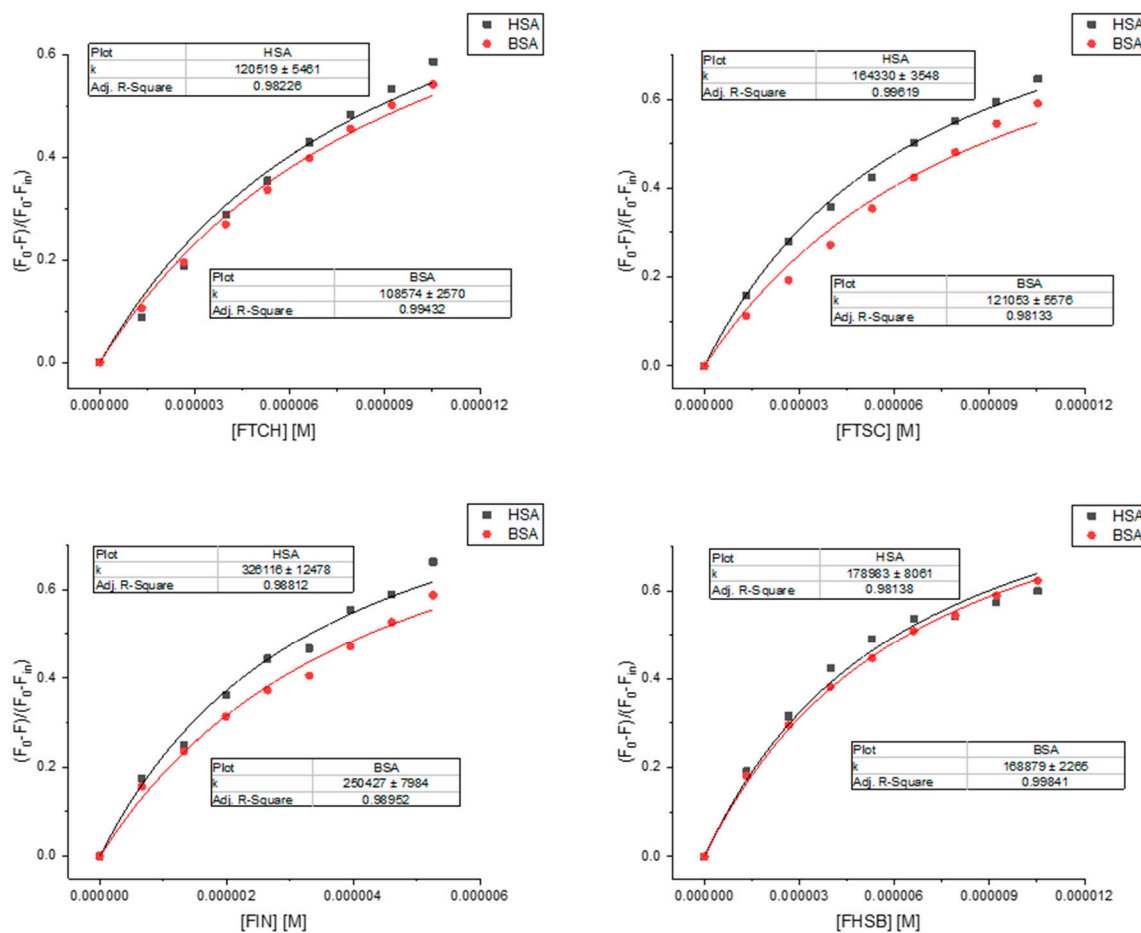 HSA
BSA
Plot HSA
k 120519 ± 5461
Adj. R-Square 0.98226
Plot BSA
k 108574 ± 2570
Adj. R-Square 0.99432
0.6
0.4
0.2
0.0
(F0-F)/(F0-Fin)
0.000000 0.000003 0.000006 0.000009 0.000012
[FTCH] [M]
HSA
BSA
Plot HSA
k 164330 ± 3548
Adj. R-Square 0.99619
Plot BSA
k 121053 ± 5576
Adj. R-Square 0.98133
0.6
0.4
0.2
0.0
(F0-F)/(F0-Fin)
0.000000 0.000003 0.000006 0.000009 0.000012
[FTSC] [M]
HSA
BSA
Plot HSA
k 326116 ± 12478
Adj. R-Square 0.98812
Plot BSA
k 250427 ± 7984
Adj. R-Square 0.98952
0.6
0.4
0.2
0.0
(F0-F)/(F0-Fin)
0.000000 0.000002 0.000004 0.000006
[FIN] [M]
HSA
BSA
Plot HSA
k 178983 ± 8061
Adj. R-Square 0.98138
Plot BSA
k 168879 ± 2265
Adj. R-Square 0.99841
0.6
0.4
0.2
0.0
(F0-F)/(F0-Fin)
0.000000 0.000003 0.000006 0.000009 0.000012
[FHSB] [M]